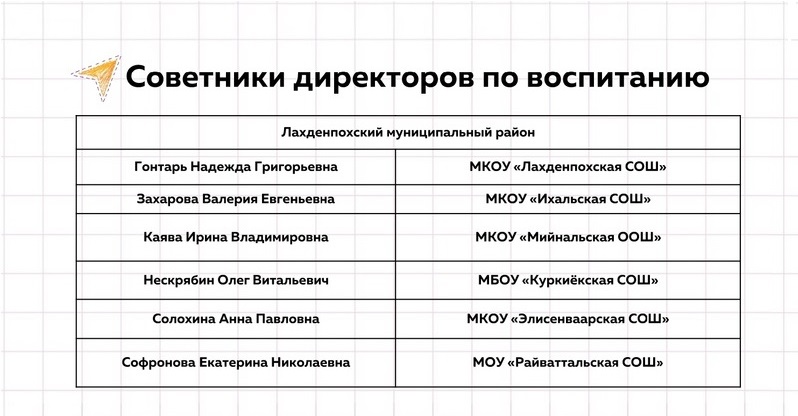 Советники директоров по воспитанию
Лахденпохский муниципальный район
Гонтарь Надежда Григорьевна МКОУ «Лахденпохская СОШ»
Захарова Валерия Евгеньевна МКОУ «Ихальская СОШ»
Каява Ирина Владимировна МКОУ «Мийнальская ООШ»
Нескрябин Олег Витальевич МБОУ «Куркиёкская СОШ»
Солохина Анна Павловна МКОУ «Элисенваарская СОШ»
Софронова Екатерина Николаевна МОУ «Райваттальская СОШ»